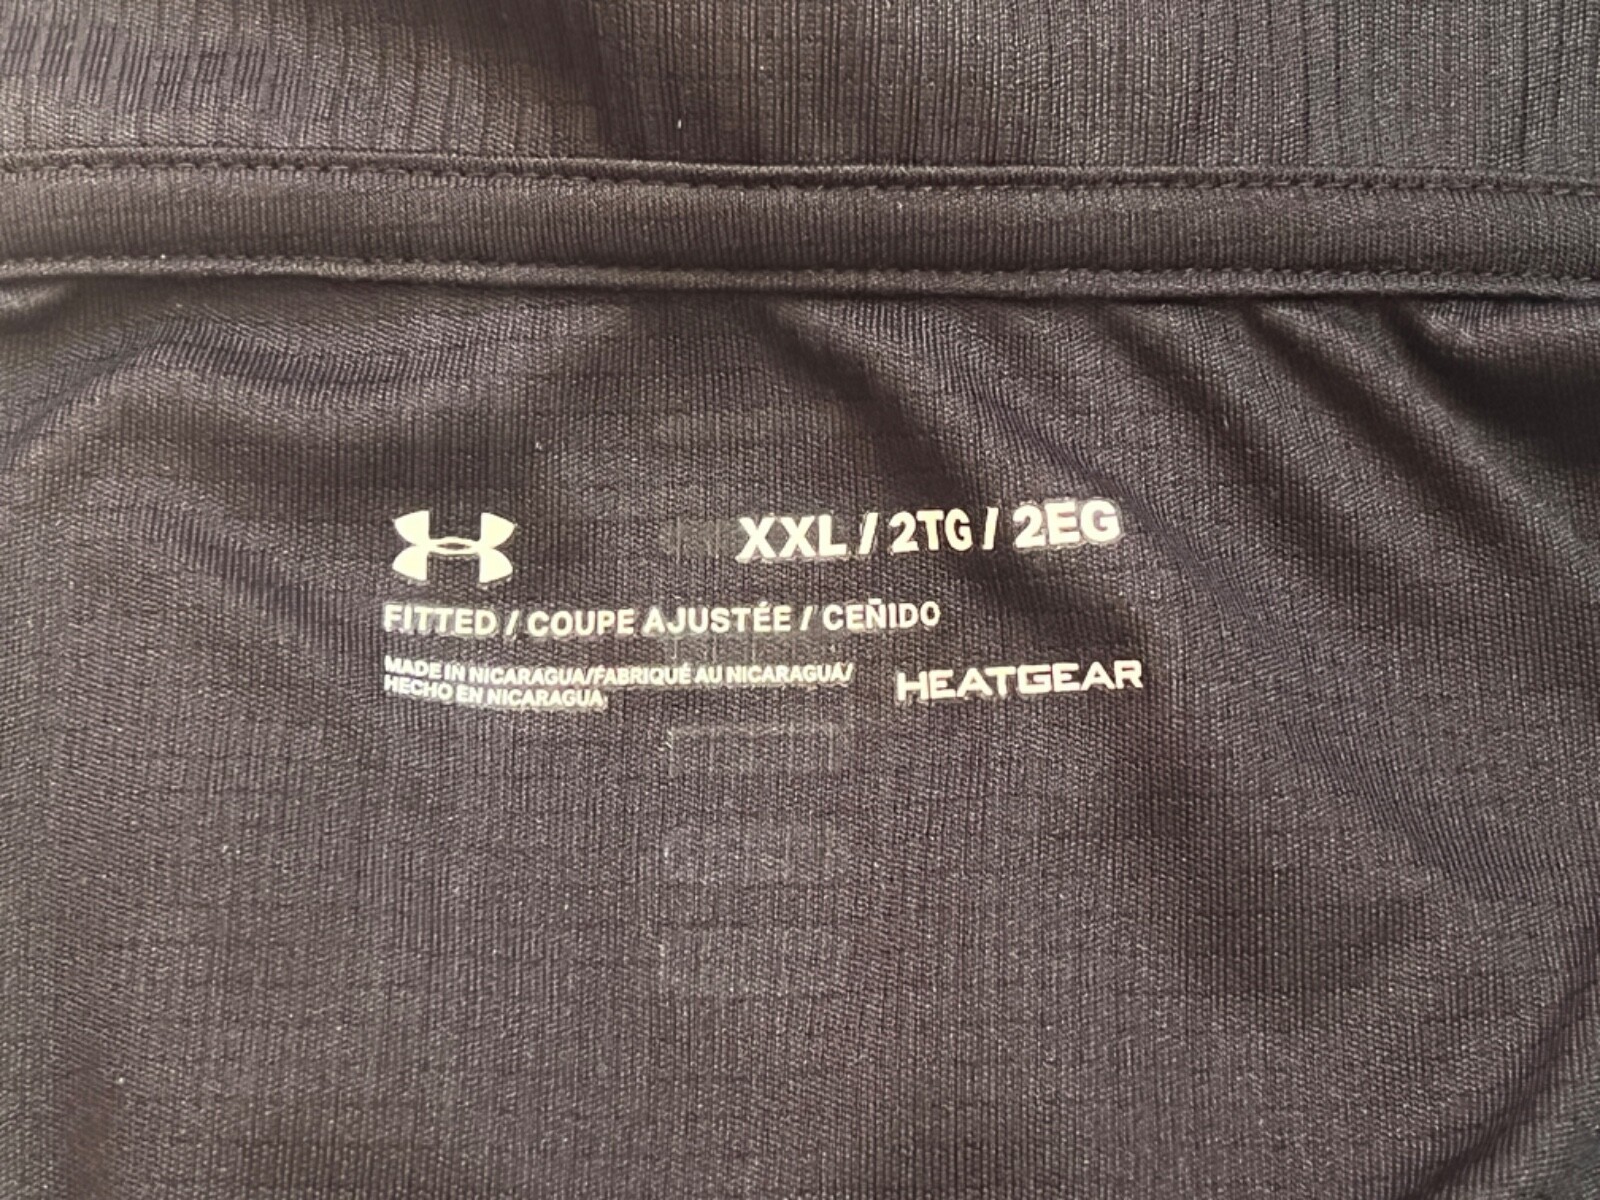 XXL / 2TG / 2EG
FITTED / COUPE AJUSTÉE / CEÑIDO
MADE IN NICARAGUA/FABRIQUÉ AU NICARAGUA/
HECHO EN NICARAGUA
HEATGEAR